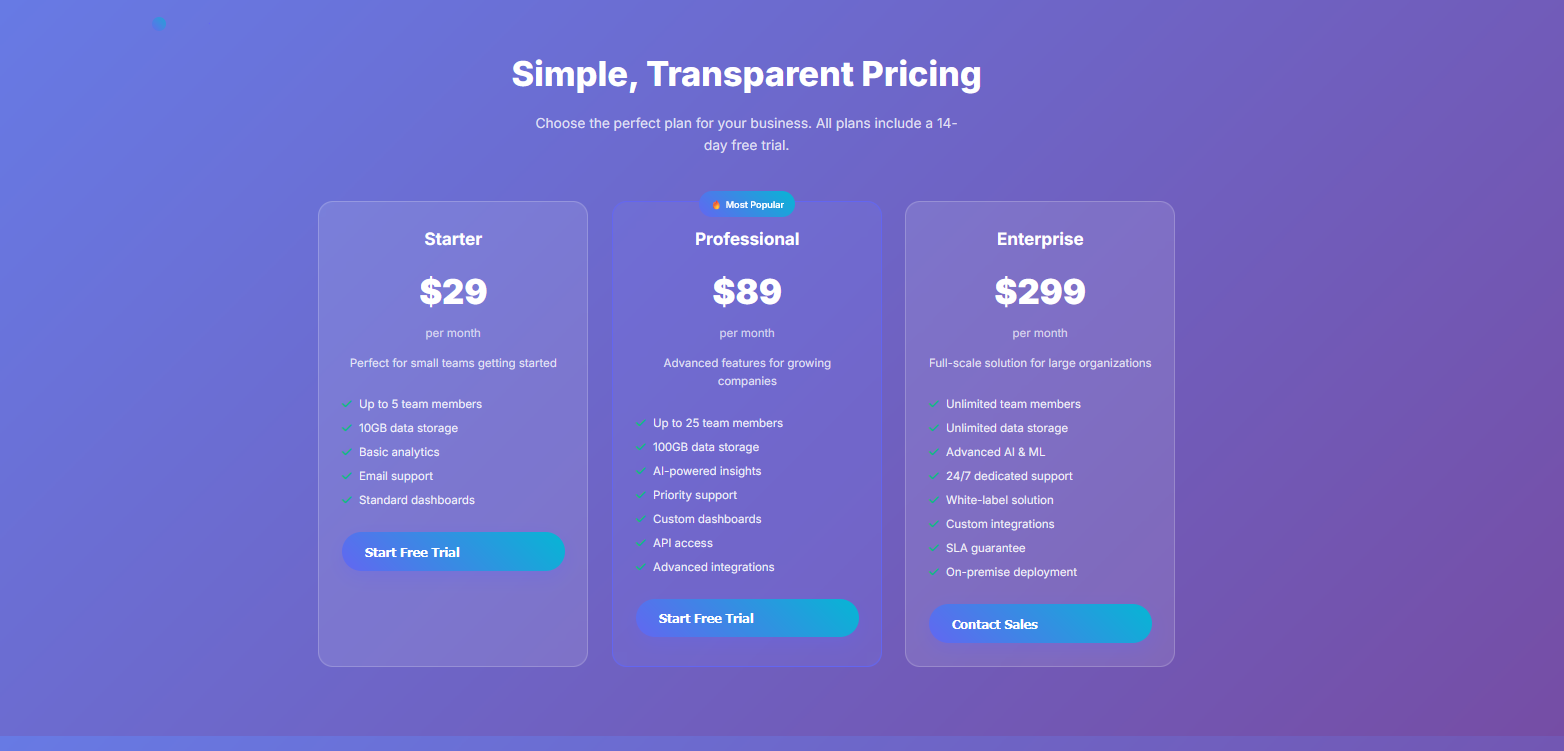 Simple, Transparent Pricing
Choose the perfect plan for your business. All plans include a 14-
day free trial.
Starter
$29
per month
Perfect for small teams getting started
Up to 5 team members
10GB data storage
Basic analytics
Email support
Standard dashboards
Start Free Trial
🔥 Most Popular
Professional
$89
per month
Advanced features for growing
companies
Up to 25 team members
100GB data storage
AI-powered insights
Priority support
Custom dashboards
API access
Advanced integrations
Start Free Trial
Enterprise
$299
per month
Full-scale solution for large organizations
Unlimited team members
Unlimited data storage
Advanced AI & ML
24/7 dedicated support
White-label solution
Custom integrations
SLA guarantee
On-premise deployment
Contact Sales